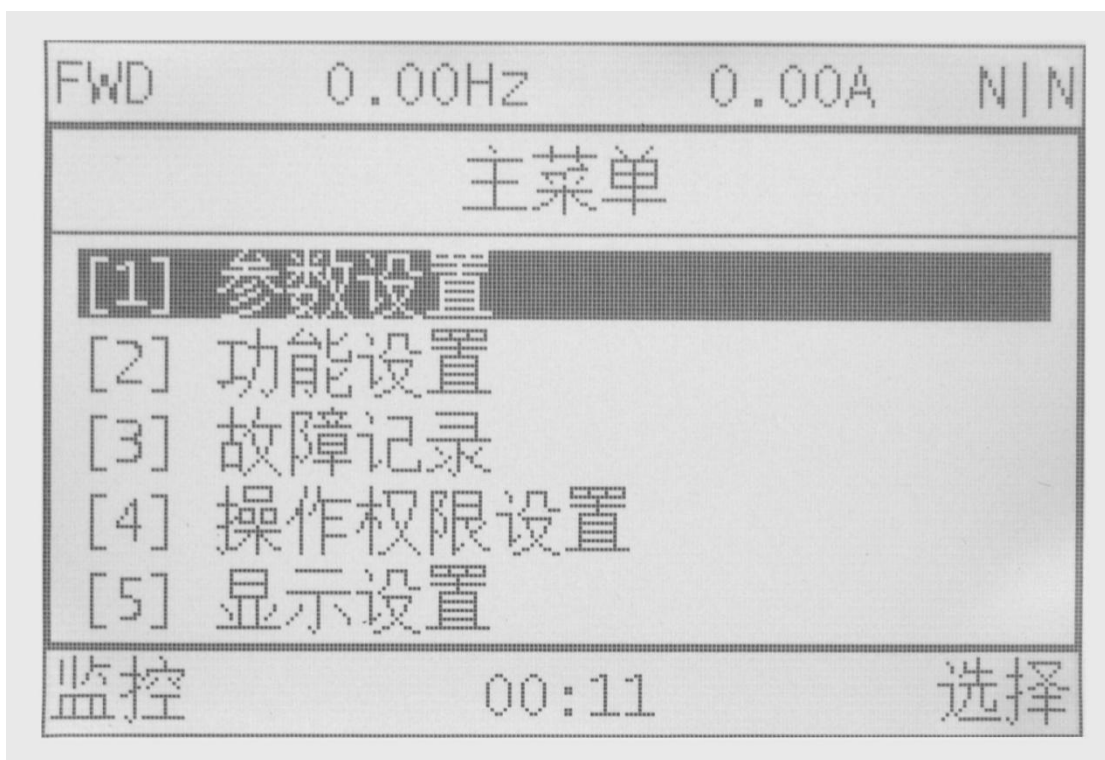 FWD 0.00Hz 0.00A N|N
主菜单
[1] 参数设置
[2] 功能设置
[3] 故障记录
[4] 操作权限设置
[5] 显示设置
监控 00:11 选择